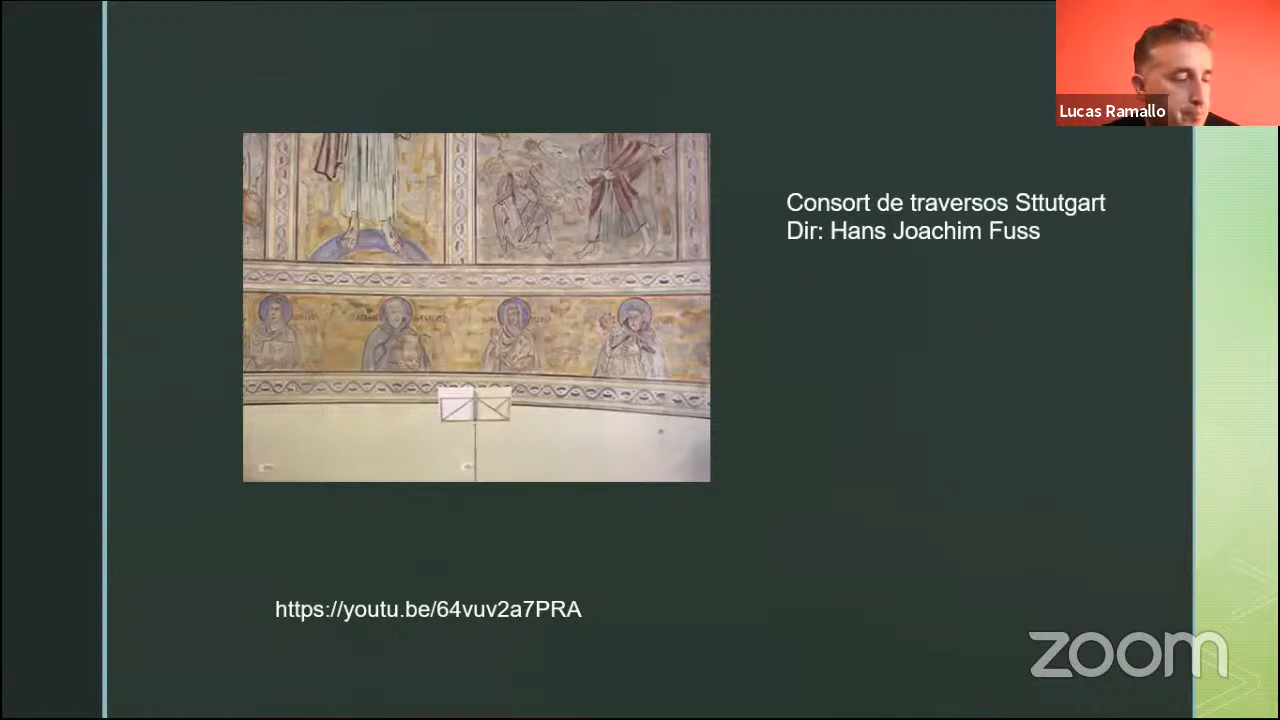 Lucas Ramallo
Consort de traversos Sttutgart
Dir: Hans Joachim Fuss
https://youtu.be/64vuv2a7PRA
zoom